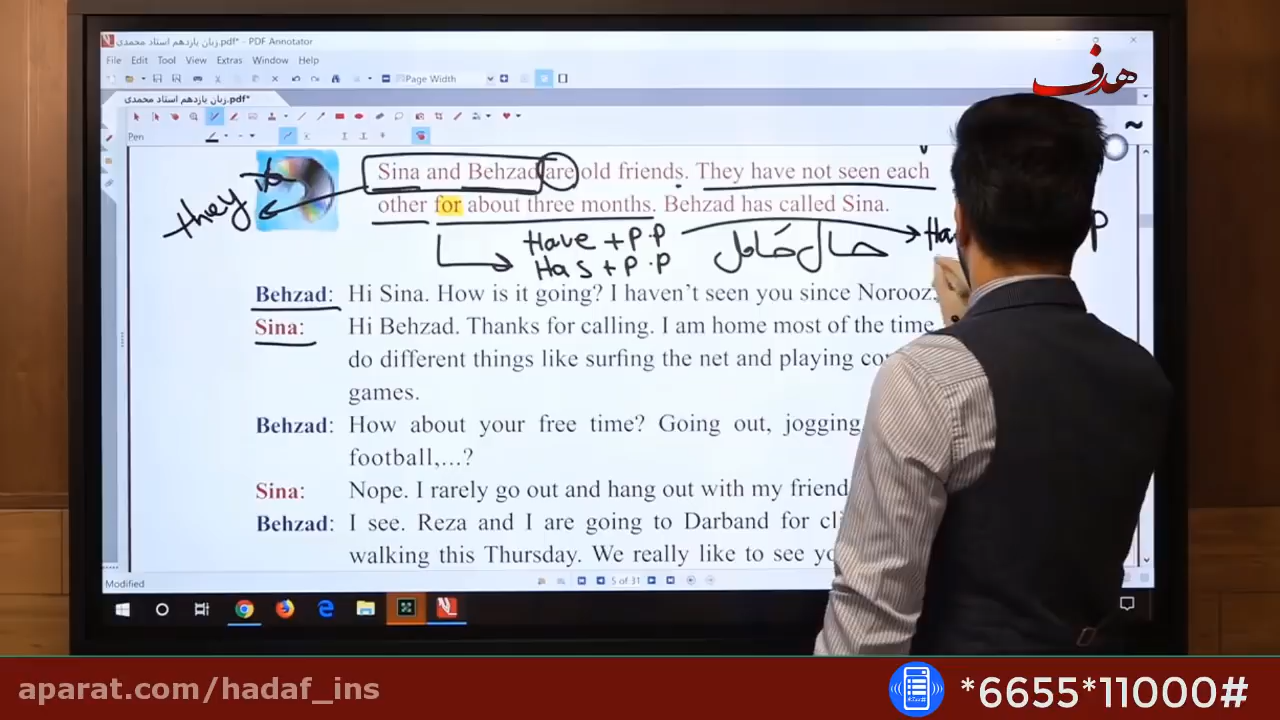 زبان یازدهم استاد محمدی.pdf* - PDF Annotator
هدف
File Edit Tool View Extras Window Help
Page Width
زبان یازدهم استاد محمدی.pdf*
Pen
Sina and Behzad are old friends. They have not seen each
they
other for about three months. Behzad has called Sina.
Have + P.P
Has + P.P
حال کامل
Ha
P
Behzad: Hi Sina. How is it going? I haven't seen you since Norooz,
Sina: Hi Behzad. Thanks for calling. I am home most of the time
do different things like surfing the net and playing co
games.
Behzad: How about your free time? Going out, jogging,
football,...?
Sina: Nope. I rarely go out and hang out with my friend
Behzad: I see. Reza and I are going to Darband for cl
walking this Thursday. We really like to see yo
Modified
5 of 31
aparat.com/hadaf_ins
*6655*11000#